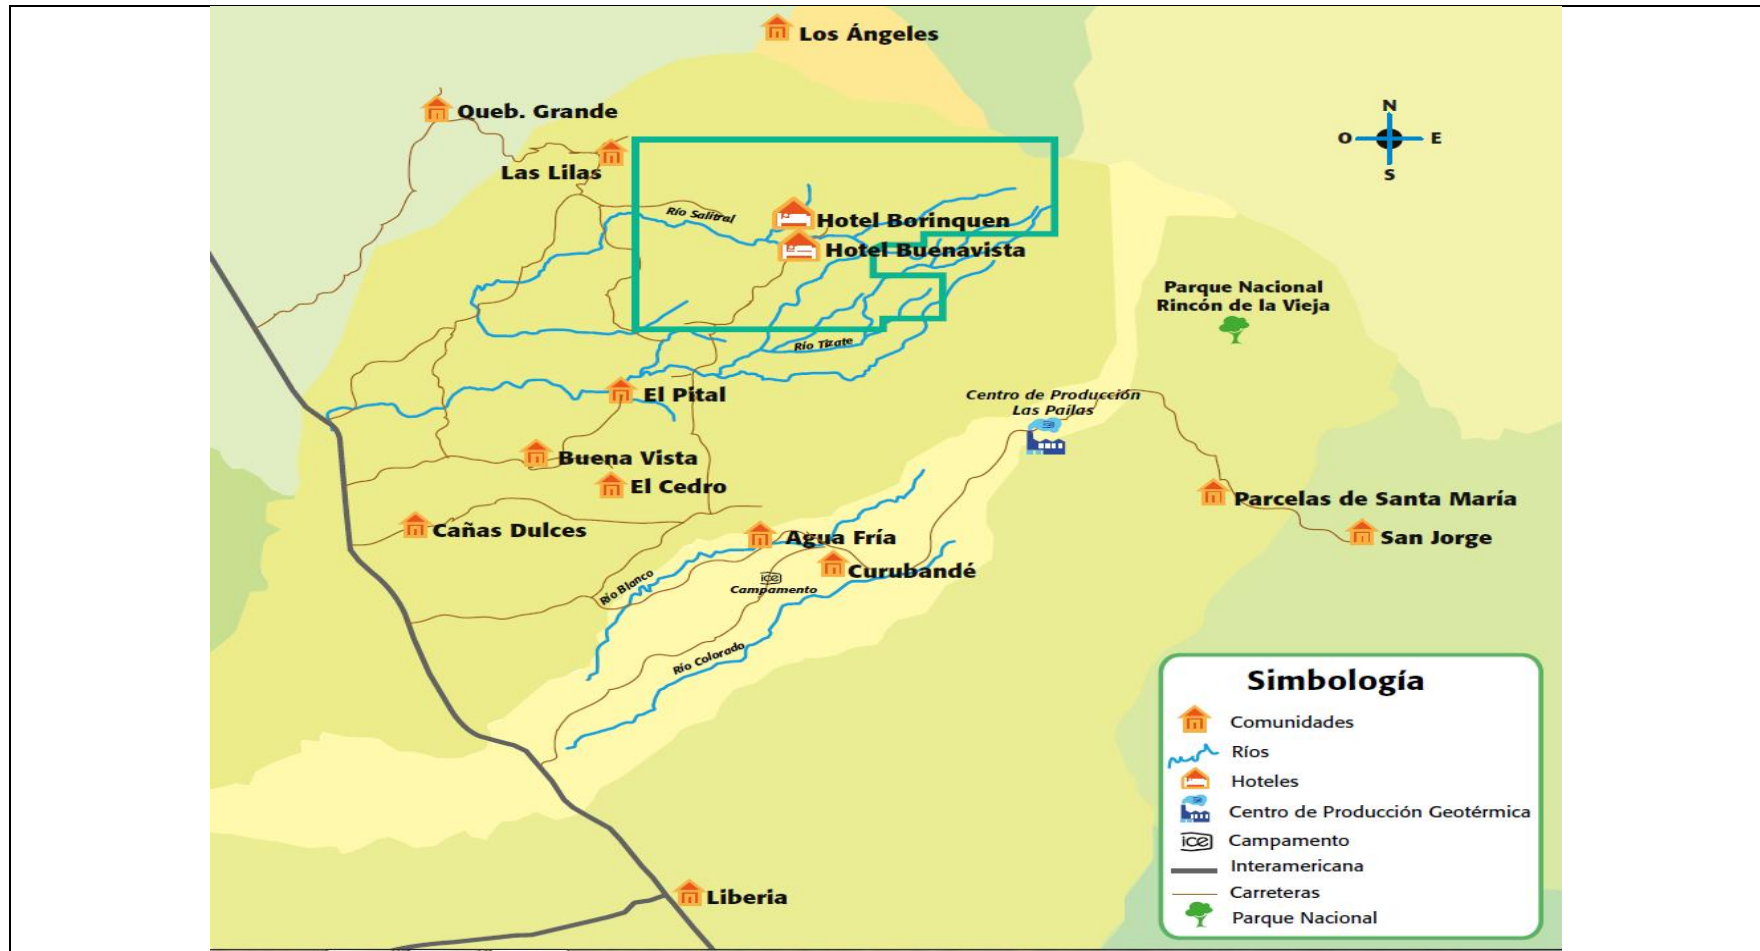 Los Ángeles
Queb. Grande
N
O
E
S
Las Lilas
Río Salitral
Hotel Borinquen
Hotel Buenavista
Parque Nacional
Rincón de la Vieja
Río Tizate
El Pital
Centro de Producción
Las Pailas
Buena Vista
El Cedro
Parcelas de Santa María
Cañas Dulces
Agua Fría
San Jorge
Curubandé
ice
Campamento
Río Blanco
Río Colorado
Liberia
Simbología
Comunidades
Ríos
Hoteles
Centro de Producción Geotérmica
ice
Campamento
Interamericana
Carreteras
Parque Nacional